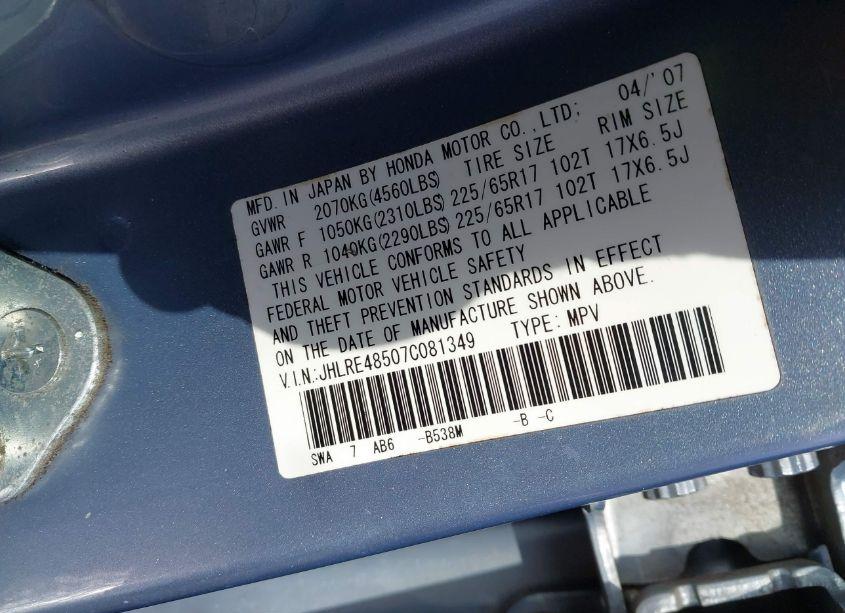 MFD. IN JAPAN BY HONDA MOTOR CO.,LTD; 04/'07
GVWR 2070KG(4560LBS) TIRE SIZE RIM SIZE
GAWR F 1050KG(2310LBS) 225/65R17 102T 17X6.5J
GAWR R 1040KG(2290LBS) 225/65R17 102T 17X6.5J
THIS VEHICLE CONFORMS TO ALL APPLICABLE
FEDERAL MOTOR VEHICLE SAFETY
AND THEFT PREVENTION STANDARDS IN EFFECT
ON THE DATE OF MANUFACTURE SHOWN ABOVE.
V.I.N:JHLRE48507C081349 TYPE: MPV
SWA 7 AB6 -B538M -B -C